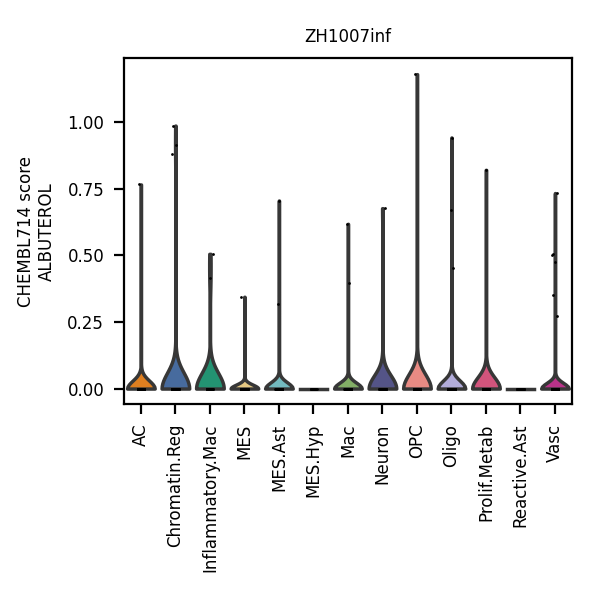 ZH1007inf
CHEMBL714 score
ALBUTEROL
1.00
0.75
0.50
0.25
0.00
AC
Chromatin.Reg
Inflammatory.Mac
MES
MES.Ast
MES.Hyp
Mac
Neuron
OPC
Oligo
Prolif.Metab
Reactive.Ast
Vasc